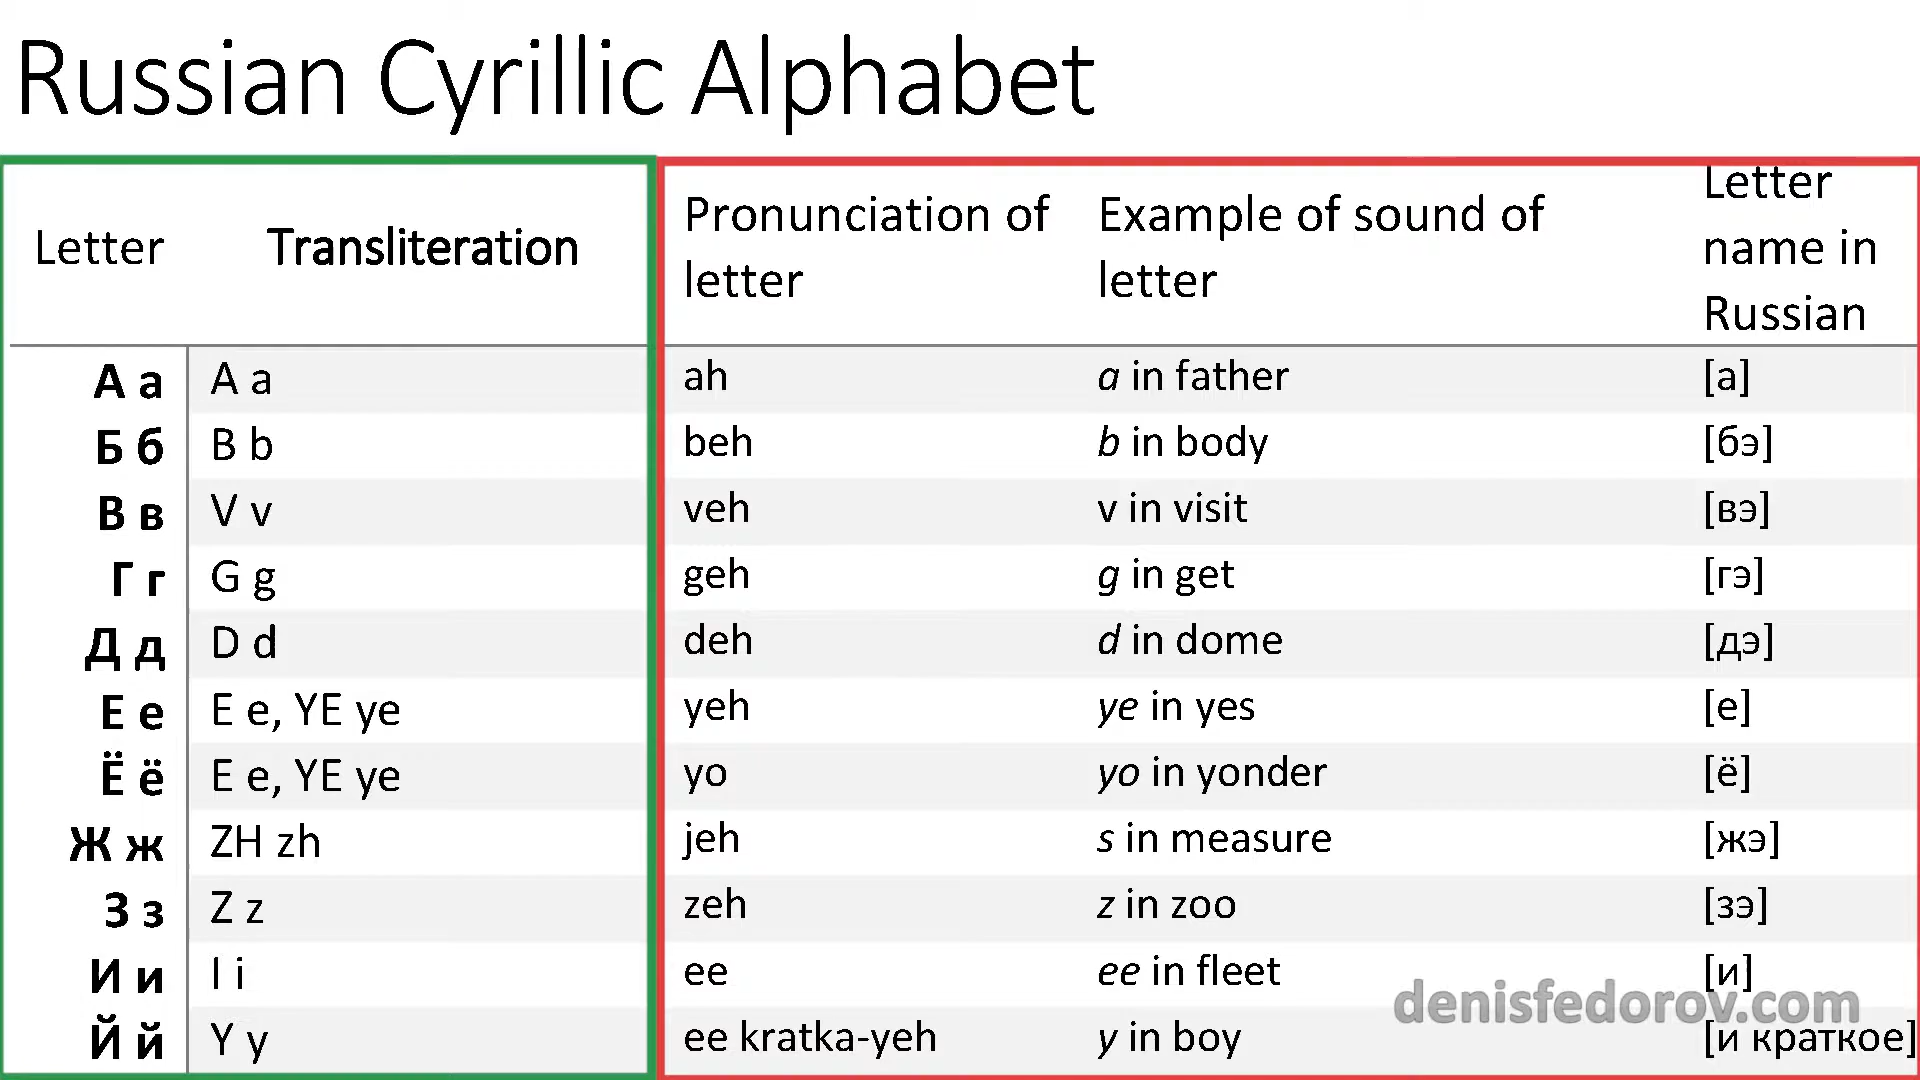 Russian Cyrillic Alphabet
Letter Transliteration Pronunciation of letter Example of sound of letter Letter name in Russian
А а A a ah a in father [а]
Б б B b beh b in body [бэ]
В в V v veh v in visit [вэ]
Г г G g geh g in get [гэ]
Д д D d deh d in dome [дэ]
Е е E e, YE ye yeh ye in yes [е]
Ё ё E e, YE ye yo yo in yonder [ё]
Ж ж ZH zh jeh s in measure [жэ]
З з Z z zeh z in zoo [зэ]
И и I i ee ee in fleet [и]
Й й Y y ee kratka-yeh y in boy [и краткое]
denisfedorov.com